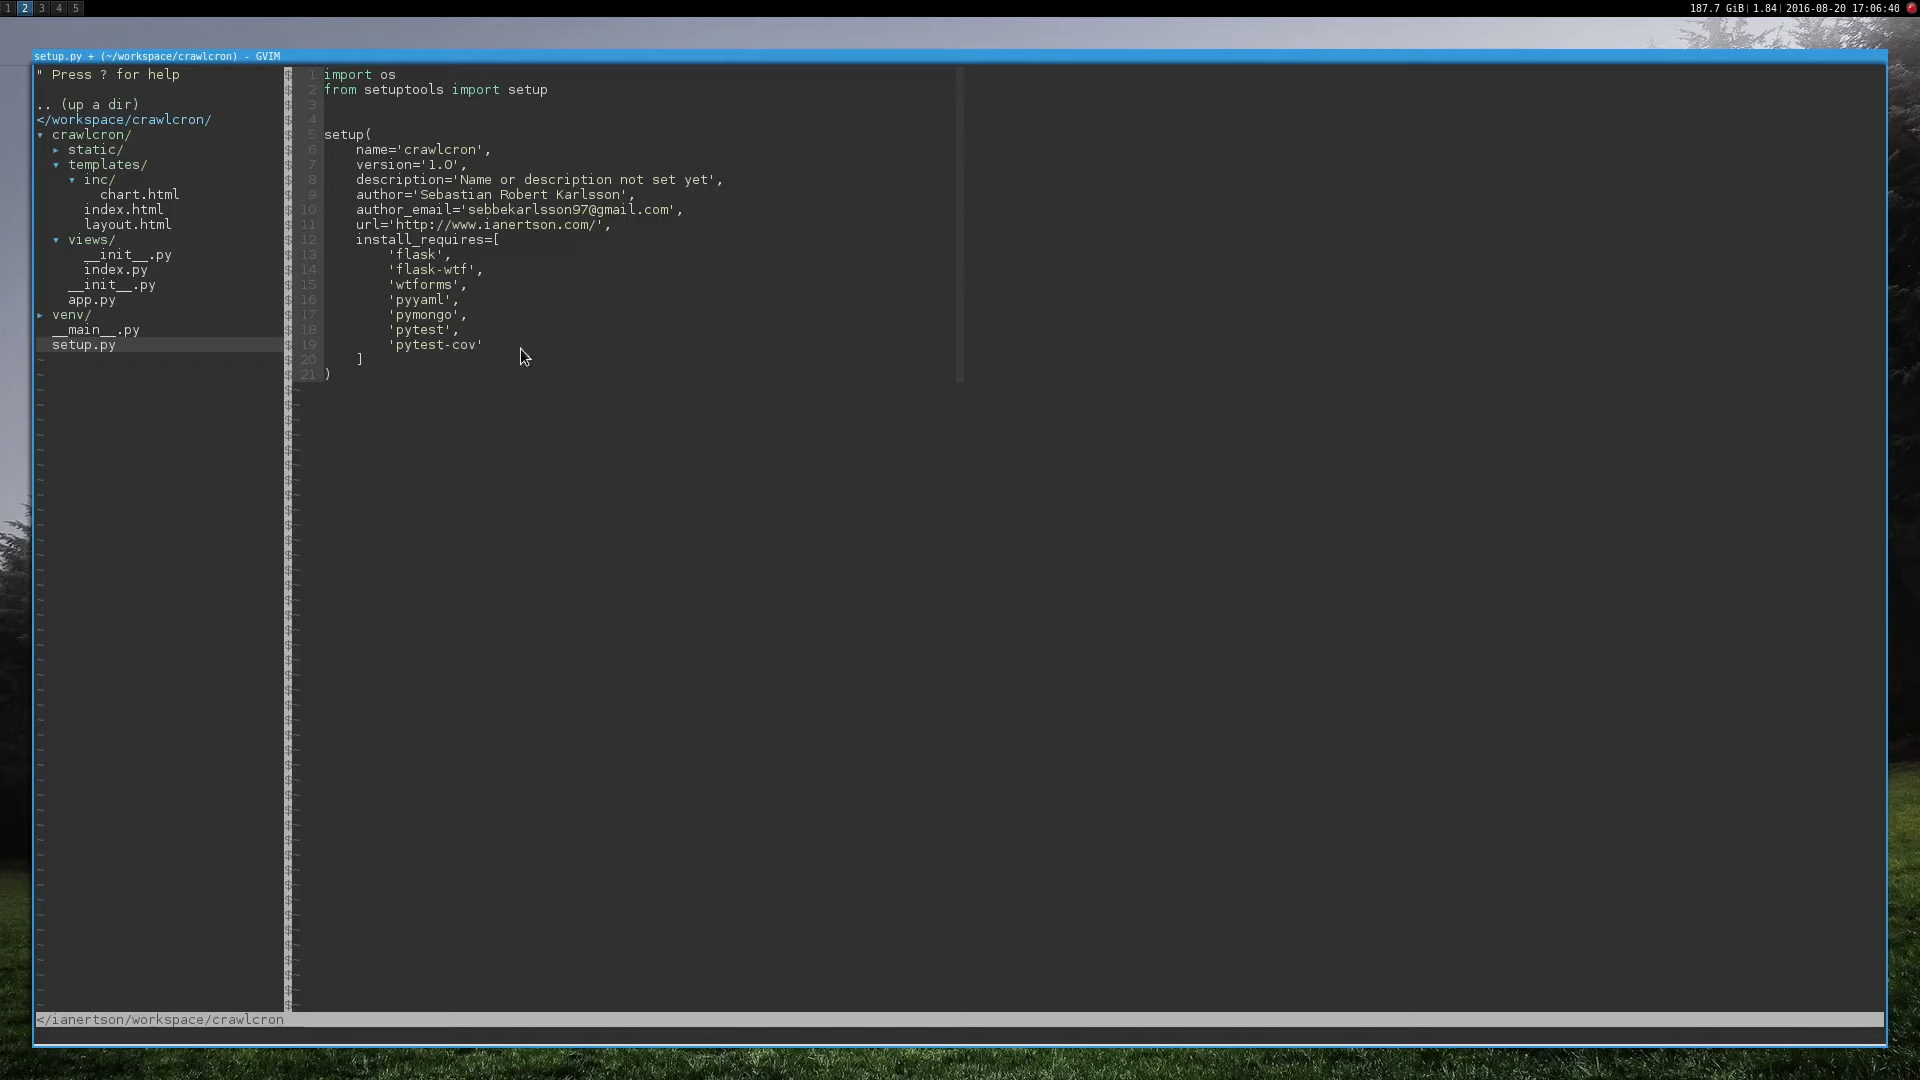 1 2 3 4 5
187.7 GiB| 1.84| 2016-08-20 17:06:40
setup.py + (~/workspace/crawlcron) - GVIM
" Press ? for help
.. (up a dir)
</workspace/crawlcron/
▾ crawlcron/
▸ static/
▾ templates/
▾ inc/
chart.html
index.html
layout.html
▾ views/
__init__.py
index.py
__init__.py
app.py
▸ venv/
__main__.py
setup.py
1 import os
2 from setuptools import setup
3
4
5 setup(
6     name='crawlcron',
7     version='1.0',
8     description='Name or description not set yet',
9     author='Sebastian Robert Karlsson',
10     author_email='sebbekarlsson97@gmail.com',
11     url='http://www.ianertson.com/',
12     install_requires=[
13         'flask',
14         'flask-wtf',
15         'wtforms',
16         'pyyaml',
17         'pymongo',
18         'pytest',
19         'pytest-cov'
20     ]
21 )
</ianertson/workspace/crawlcron